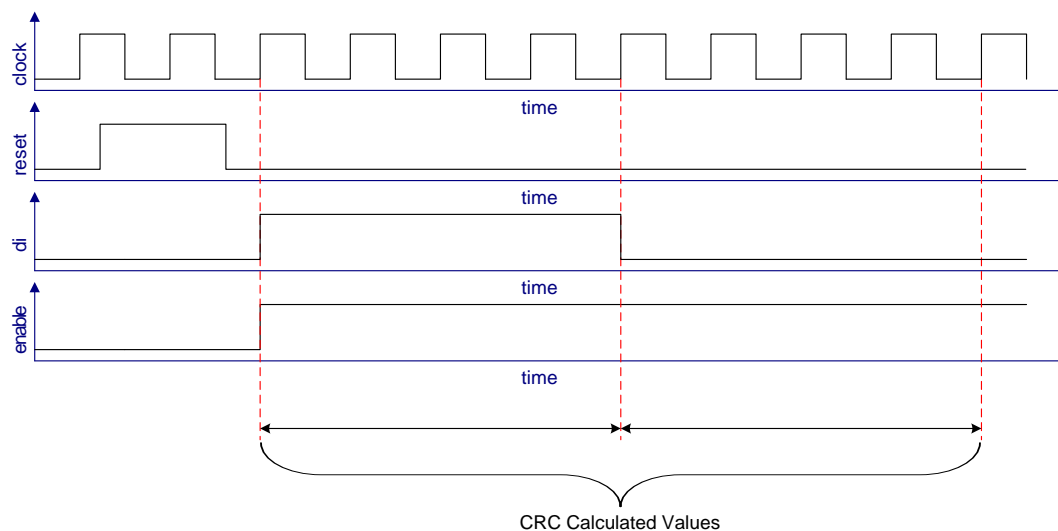 clock
time
reset
time
di
time
enable
time
CRC Calculated Values